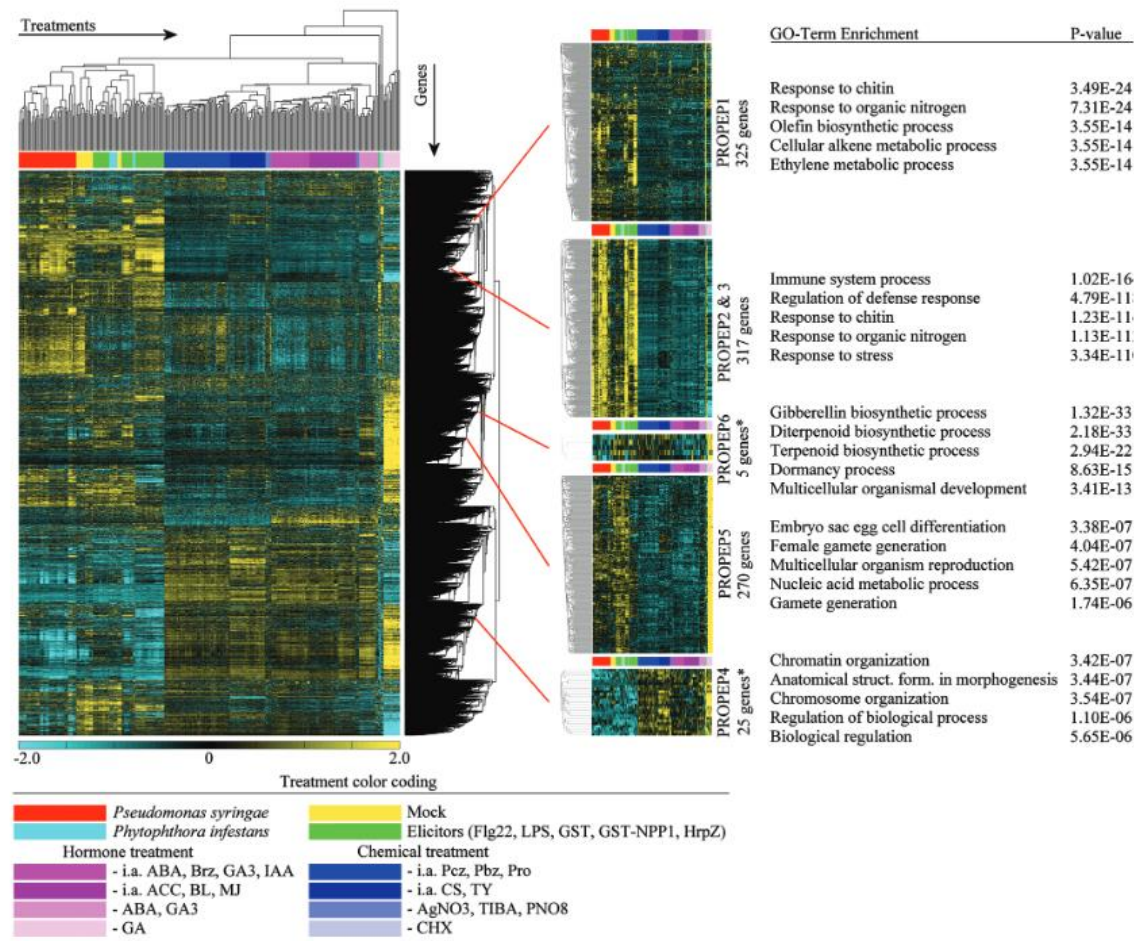 Treatments
Genes
-2.0 0 2.0
Treatment color coding
PROPEP1
325 genes
PROPEP2 & 3
317 genes
PROPEP6
5 genes*
PROPEP5
270 genes
PROPEP4
25 genes*
GO-Term Enrichment P-value
Response to chitin 3.49E-24
Response to organic nitrogen 7.31E-24
Olefin biosynthetic process 3.55E-14
Cellular alkene metabolic process 3.55E-14
Ethylene metabolic process 3.55E-14
Immune system process
Regulation of defense response
Response to chitin
Response to organic nitrogen
Response to stress
Gibberellin biosynthetic process 1.32E-33
Diterpenoid biosynthetic process 2.18E-33
Terpenoid biosynthetic process 2.94E-22
Dormancy process 8.63E-15
Multicellular organismal development 3.41E-13
Embryo sac egg cell differentiation 3.38E-07
Female gamete generation 4.04E-07
Multicellular organism reproduction 5.42E-07
Nucleic acid metabolic process 6.35E-07
Gamete generation 1.74E-06
Chromatin organization 3.42E-07
Anatomical struct. form. in morphogenesis 3.44E-07
Chromosome organization 3.54E-07
Regulation of biological process 1.10E-06
Biological regulation 5.65E-06
Pseudomonas syringae Mock
Phytophthora infestans Elicitors (Flg22, LPS, GST, GST-NPP1, HrpZ)
Hormone treatment Chemical treatment
- i.a. ABA, Brz, GA3, IAA - i.a. Pcz, Pbz, Pro
- i.a. ACC, BL, MJ - i.a. CS, TY
- ABA, GA3 - AgNO3, TIBA, PNO8
- GA - CHX